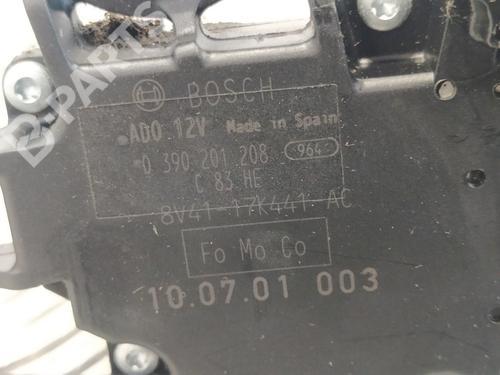 BOSCH
ADO 12V Made in Spain
0 390 201 208 964
C 83 HE
8V41-17K441 AC
Fo Mo Co
10.07.01 003
B-PARTS